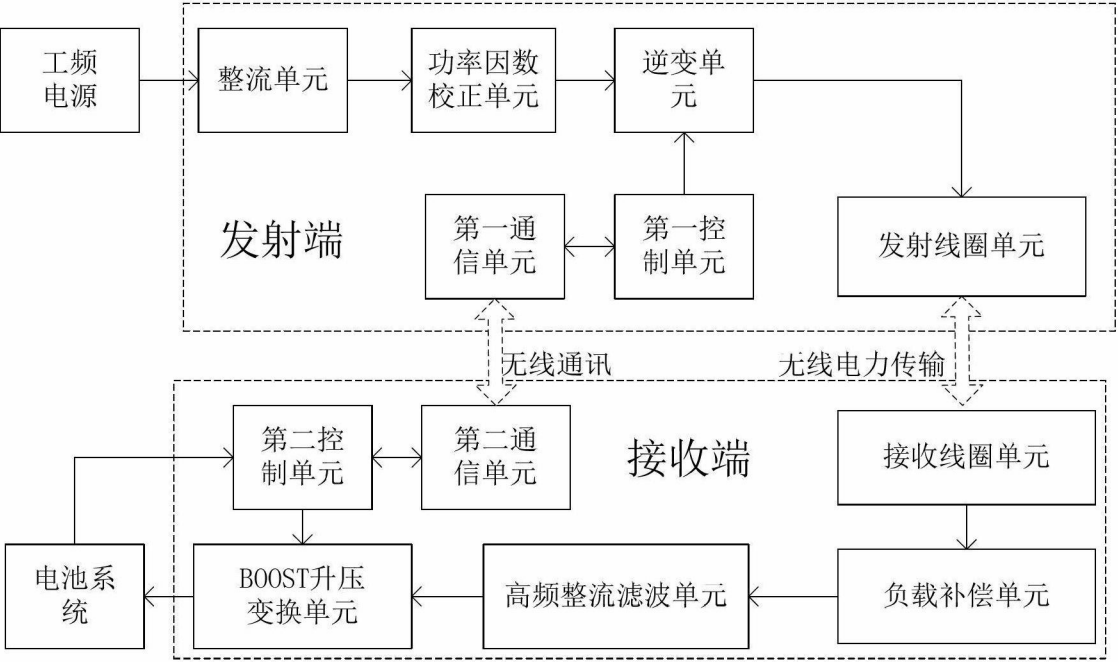 工频
电源
整流单元
功率因数
校正单元
逆变单
元
发射端
第一通
信单元
第一控
制单元
发射线圈单元
无线通讯
无线电力传输
第二控
制单元
第二通
信单元
接收端
接收线圈单元
电池系
统
BOOST升压
变换单元
高频整流滤波单元
负载补偿单元